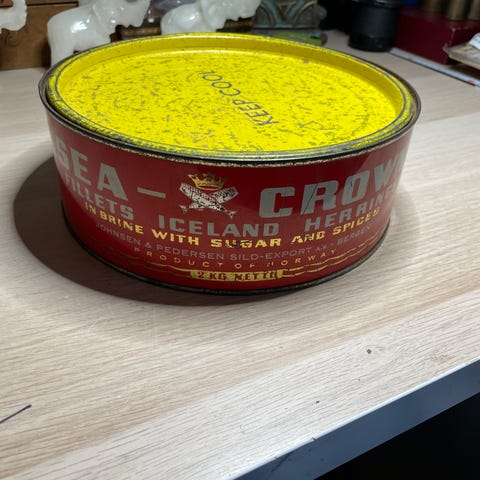 KEEP COOL
SEA - CROWN
FILLETS ICELAND HERRING
IN BRINE WITH SUGAR AND SPICES
JOHNSEN & PEDERSEN SILD-EXPORT A/S - BERGEN
PRODUCT OF NORWAY
2 KG NETTO